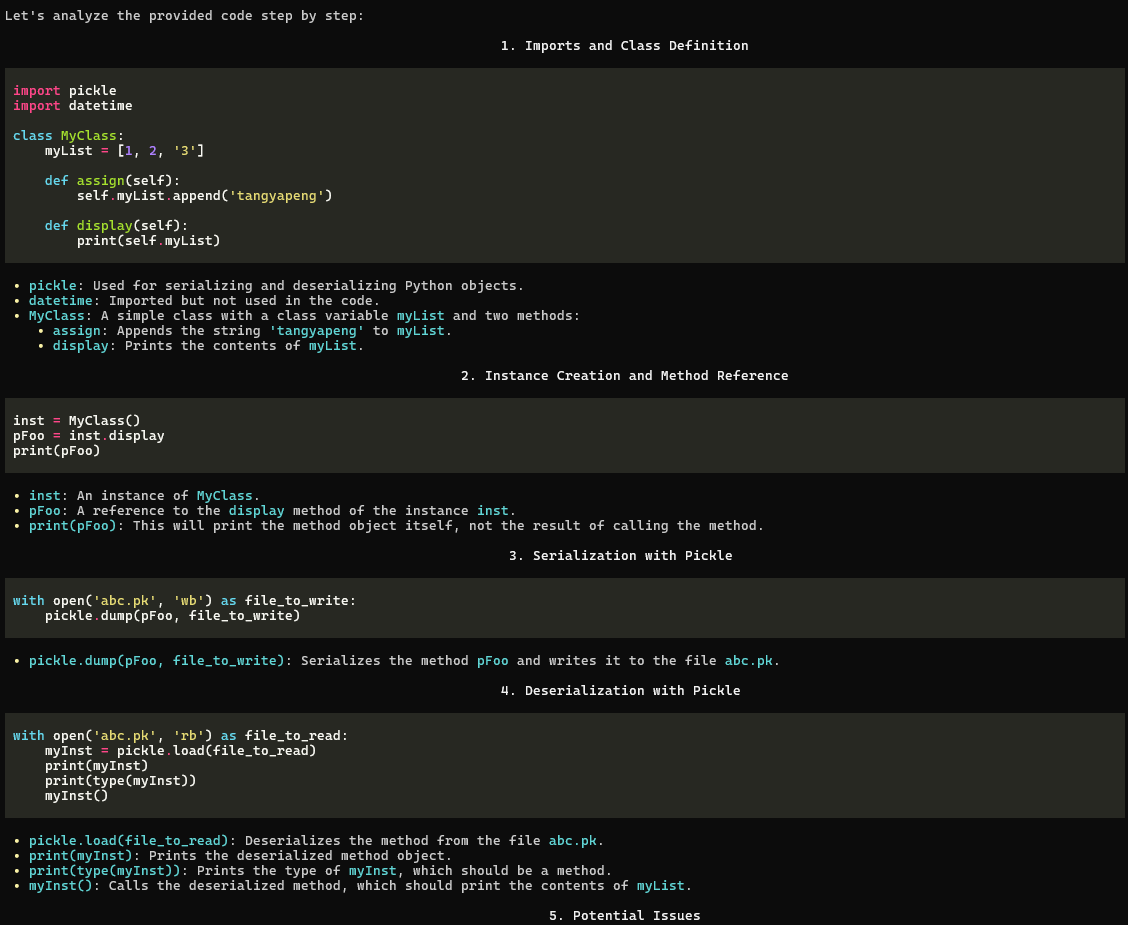 Let's analyze the provided code step by step:
1. Imports and Class Definition
import pickle
import datetime
class MyClass:
    myList = [1, 2, '3']
    def assign(self):
        self.myList.append('tangyapeng')
    def display(self):
        print(self.myList)
• pickle: Used for serializing and deserializing Python objects.
• datetime: Imported but not used in the code.
• MyClass: A simple class with a class variable myList and two methods:
   • assign: Appends the string 'tangyapeng' to myList.
   • display: Prints the contents of myList.
2. Instance Creation and Method Reference
inst = MyClass()
pFoo = inst.display
print(pFoo)
• inst: An instance of MyClass.
• pFoo: A reference to the display method of the instance inst.
• print(pFoo): This will print the method object itself, not the result of calling the method.
3. Serialization with Pickle
with open('abc.pk', 'wb') as file_to_write:
    pickle.dump(pFoo, file_to_write)
• pickle.dump(pFoo, file_to_write): Serializes the method pFoo and writes it to the file abc.pk.
4. Deserialization with Pickle
with open('abc.pk', 'rb') as file_to_read:
    myInst = pickle.load(file_to_read)
    print(myInst)
    print(type(myInst))
    myInst()
• pickle.load(file_to_read): Deserializes the method from the file abc.pk.
• print(myInst): Prints the deserialized method object.
• print(type(myInst)): Prints the type of myInst, which should be a method.
• myInst(): Calls the deserialized method, which should print the contents of myList.
5. Potential Issues